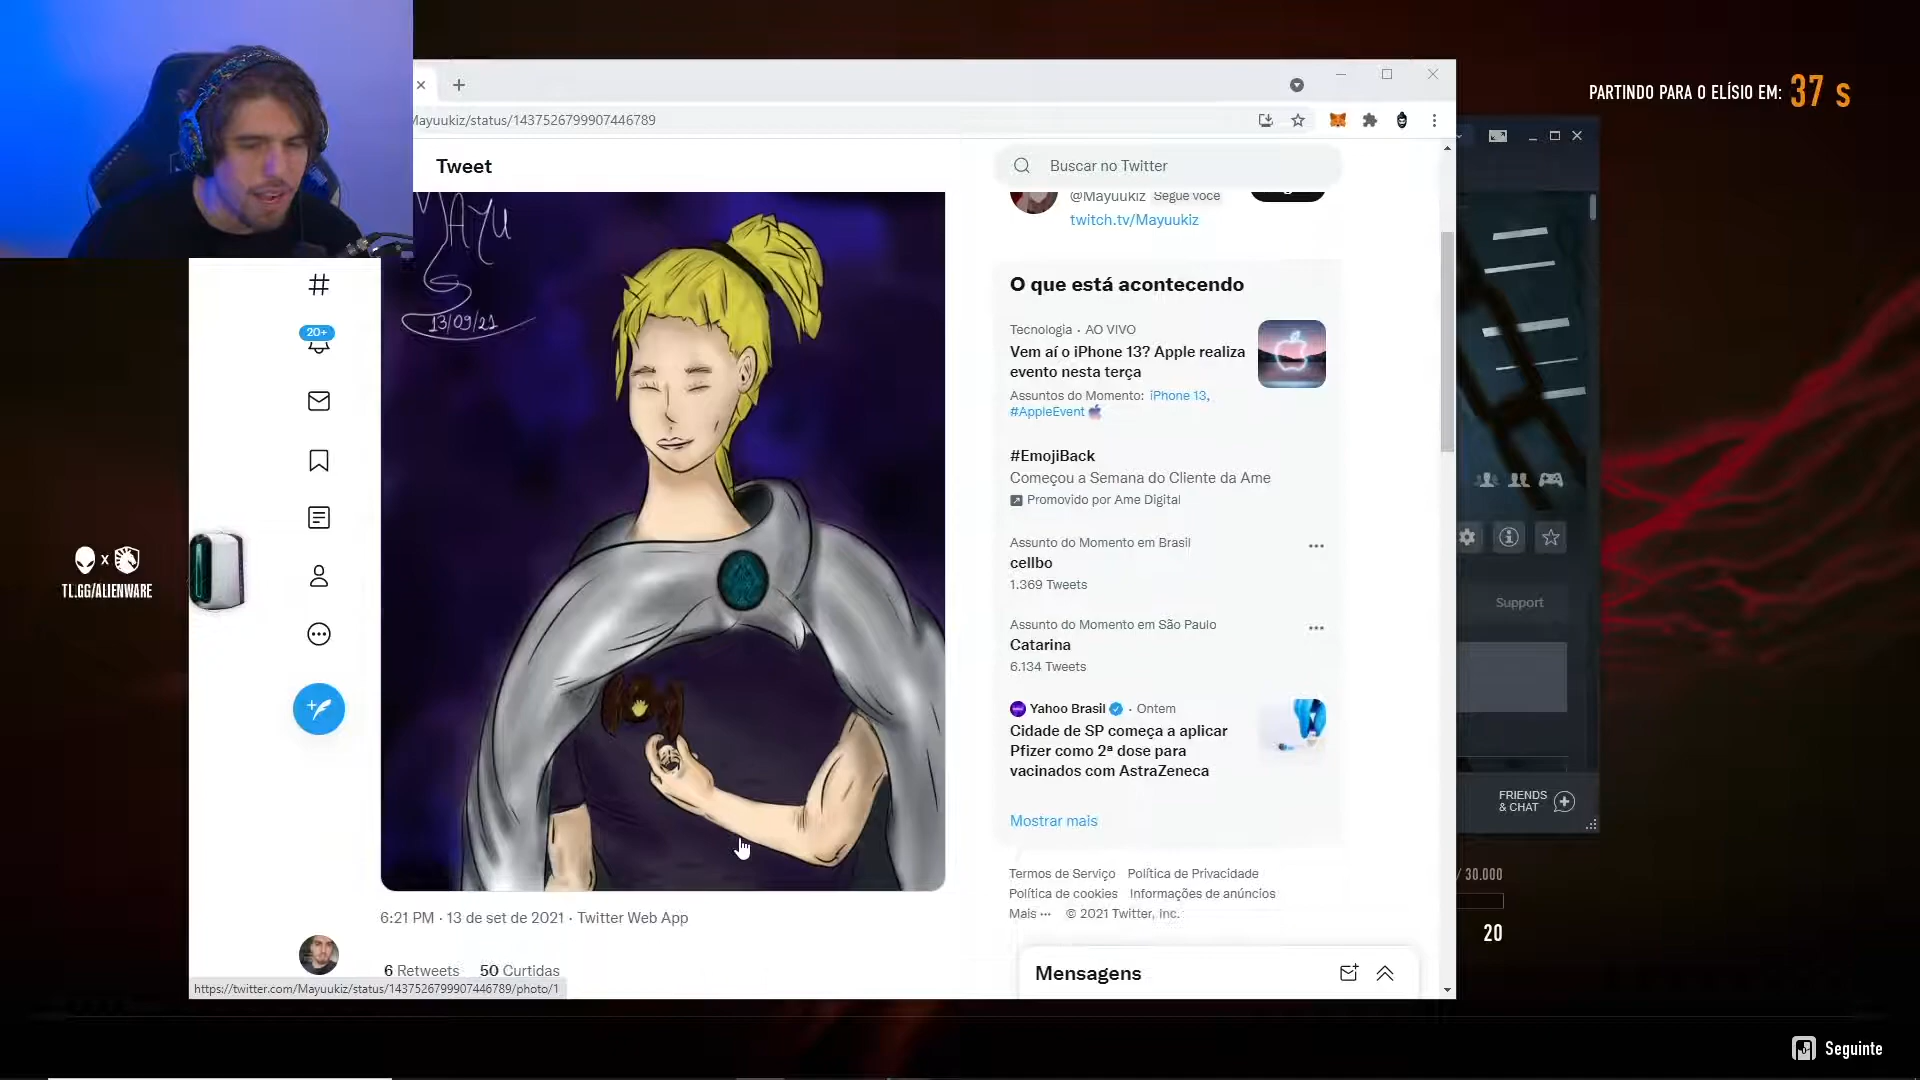 PARTINDO PARA O ELÍSIO EM: 37 s
Mayuukiz/status/1437526799907446789
Tweet
Buscar no Twitter
@Mayuukiz Segue você
twitch.tv/Mayuukiz
MAYU
13/09/21
O que está acontecendo
20+
Tecnologia · AO VIVO
Vem aí o iPhone 13? Apple realiza
evento nesta terça
Assuntos do Momento: iPhone 13,
#AppleEvent
#EmojiBack
Começou a Semana do Cliente da Ame
Promovido por Ame Digital
Assunto do Momento em Brasil
cellbo
1.369 Tweets
X
TL.GG/ALIENWARE
Support
Assunto do Momento em São Paulo
Catarina
6.134 Tweets
Yahoo Brasil · Ontem
Cidade de SP começa a aplicar
Pfizer como 2ª dose para
vacinados com AstraZeneca
FRIENDS
& CHAT
Mostrar mais
Termos de Serviço Política de Privacidade
Política de cookies Informações de anúncios
Mais ··· © 2021 Twitter, Inc.
/ 30.000
20
6:21 PM · 13 de set de 2021 · Twitter Web App
6 Retweets 50 Curtidas
Mensagens
https://twitter.com/Mayuukiz/status/1437526799907446789/photo/1
Seguinte